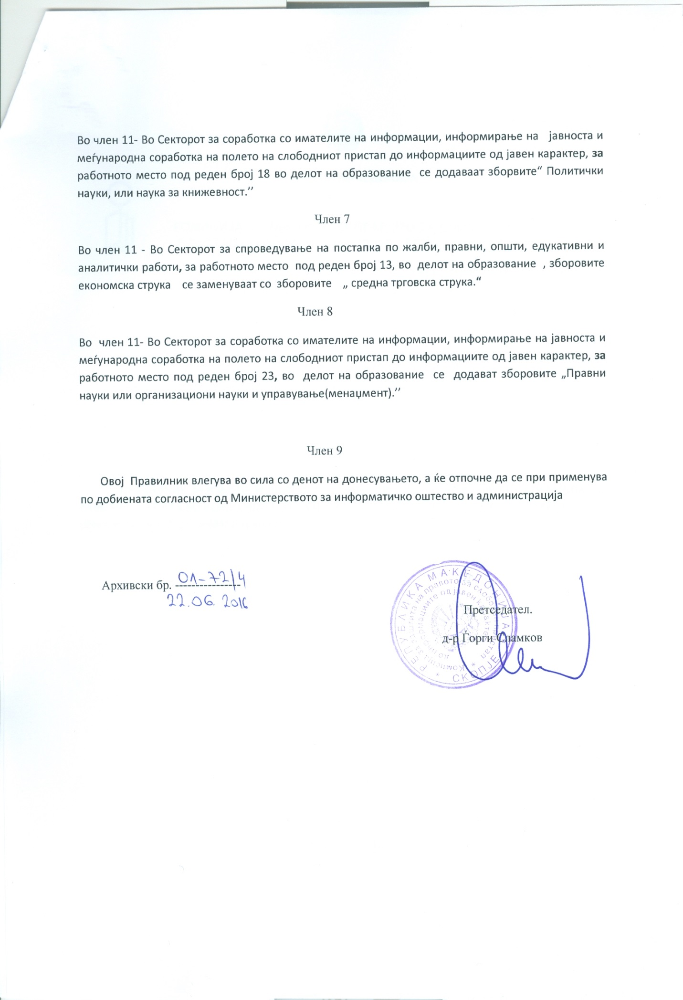 Во член 11- Во Секторот за соработка со имателите на информации, информирање на јавноста и
меѓународна соработка на полето на слободниот пристап до информациите од јавен карактер, за
работното место под реден број 18 во делот на образование се додаваат зборвите“ Политички
науки, или наука за книжевност.’’
Член 7
Во член 11 - Во Секторот за спроведување на постапка по жалби, правни, општи, едукативни и
аналитички работи, за работното место под реден број 13, во делот на образование , зборовите
економска струка се заменуваат со зборовите „ средна трговска струка.“
Член 8
Во член 11- Во Секторот за соработка со имателите на информации, информирање на јавноста и
меѓународна соработка на полето на слободниот пристап до информациите од јавен карактер, за
работното место под реден број 23, во делот на образование се додават зборовите „Правни
науки или организациони науки и управување(менаџмент).’’
Член 9
Овој Правилник влегува во сила со денот на донесувањето, а ќе отпочне да се при применува
по добиената согласност од Министерството за информатичко оштество и администрација
Архивски бр. 01-72/4
22.06. 2016
РЕПУБЛИКА МАКЕДОНИЈА
Комисија за заштита на правото за слободен пристап
до информациите од јавен карактер
* СКОПЈЕ *
Претседател.
д-р Ѓорги Сламков